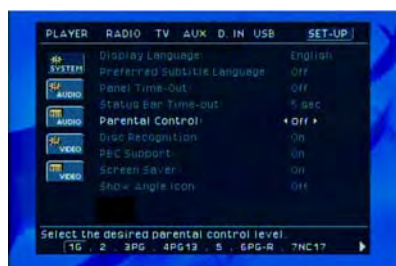 PLAYER RADIO TV AUX D. IN USB SET-UP
SYSTEM
AUDIO
AUDIO
VIDEO
VIDEO
Display Language: English
Preferred Subtitle Language Off
Panel Time-Out: Off
Status Bar Time-out 5 sec
Parental Control: Off
Disc Recognition: On
PBC Support: On
Screen Saver: On
Show Angle Icon Off
Select the desired parental control level.
1G . 2 . 3PG . 4PG13 . 5 . 6PG-R . 7NC17